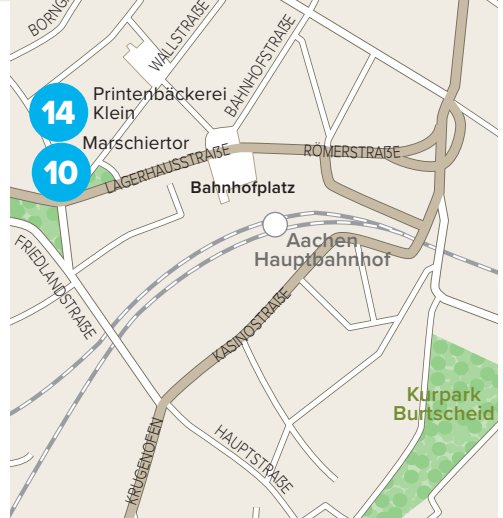 BORNG
WALLSTRAẞE
BAHNHOFSTRAẞE
14
Printenbäckerei
Klein
Marschiertor
10
LAGERHAUSSTRAẞE
RÖMERSTRAẞE
Bahnhofplatz
Aachen
Hauptbahnhof
FRIEDLANDSTRAẞE
KASINOSTRAẞE
Kurpark
Burtscheid
KRUGENOFEN
HAUPTSTRAẞE